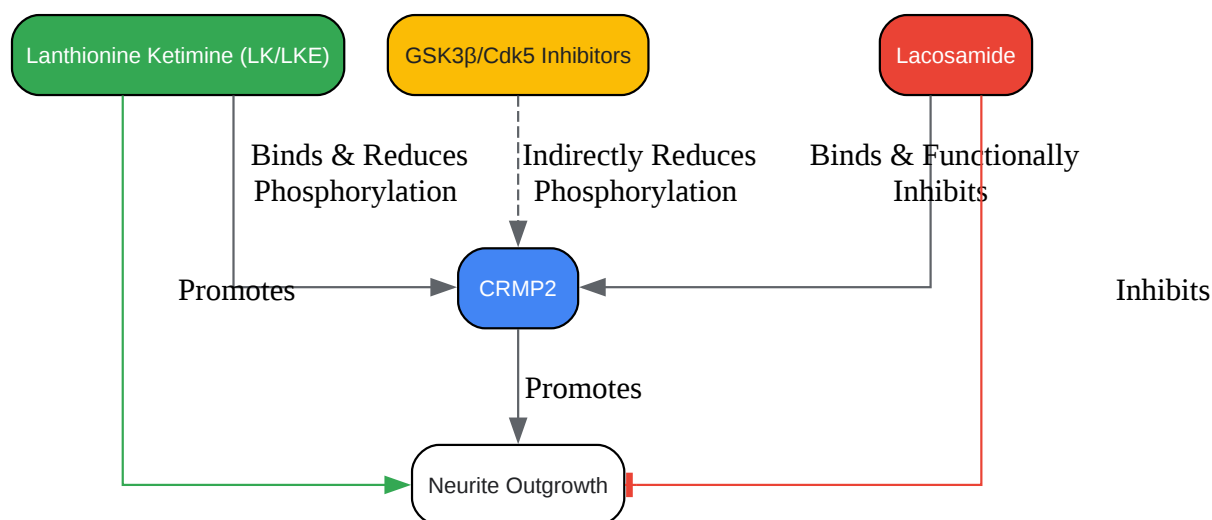 Lanthionine Ketimine (LK/LKE)
GSK3β/Cdk5 Inhibitors
Lacosamide
Binds & Reduces
Phosphorylation
Indirectly Reduces
Phosphorylation
Binds & Functionally
Inhibits
Promotes
CRMP2
Inhibits
Promotes
Neurite Outgrowth